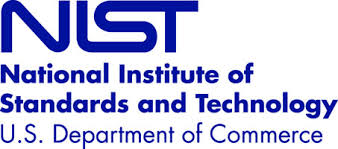 NIST
National Institute of
Standards and Technology
U.S. Department of Commerce